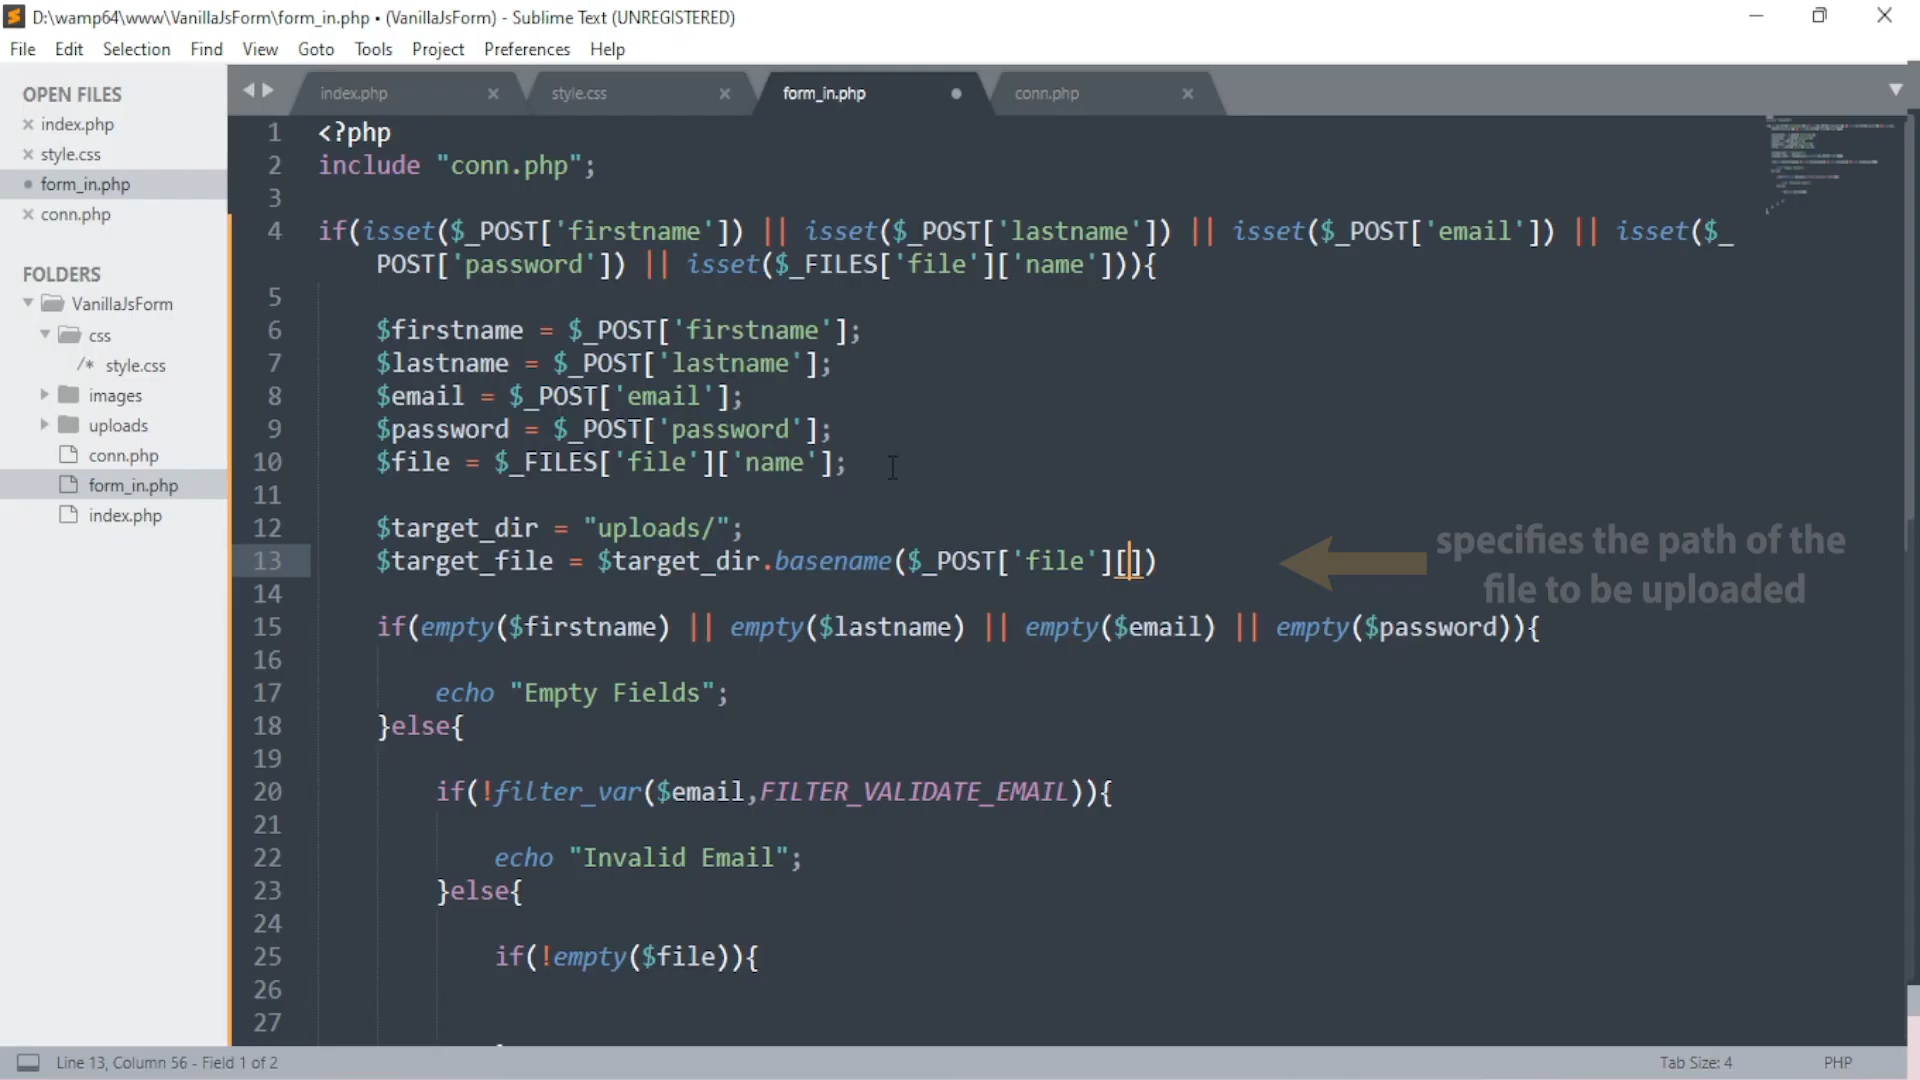 D:\wamp64\www\VanillaJsForm\form_in.php • (VanillaJsForm) - Sublime Text (UNREGISTERED)
File Edit Selection Find View Goto Tools Project Preferences Help
OPEN FILES
index.php
style.css
form_in.php
conn.php
FOLDERS
VanillaJsForm
css
/* style.css
images
uploads
conn.php
form_in.php
index.php
index.php style.css form_in.php conn.php
1 <?php
2 include "conn.php";
3
4 if(isset($_POST['firstname']) || isset($_POST['lastname']) || isset($_POST['email']) || isset($_
POST['password']) || isset($_FILES['file']['name'])){
5
6 $firstname = $_POST['firstname'];
7 $lastname = $_POST['lastname'];
8 $email = $_POST['email'];
9 $password = $_POST['password'];
10 $file = $_FILES['file']['name'];
11
12 $target_dir = "uploads/";
13 $target_file = $target_dir.basename($_POST['file'][])
14
15 if(empty($firstname) || empty($lastname) || empty($email) || empty($password)){
16
17 echo "Empty Fields";
18 }else{
19
20 if(!filter_var($email,FILTER_VALIDATE_EMAIL)){
21
22 echo "Invalid Email";
23 }else{
24
25 if(!empty($file)){
26
27
specifies the path of the
file to be uploaded
Line 13, Column 56 - Field 1 of 2
Tab Size: 4
PHP